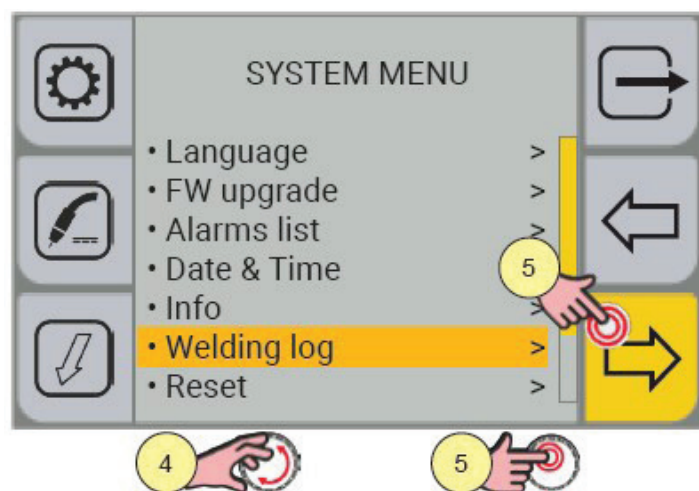 SYSTEM MENU
• Language >
• FW upgrade >
• Alarms list >
• Date & Time
• Info >
• Welding log >
• Reset >
5
4
5